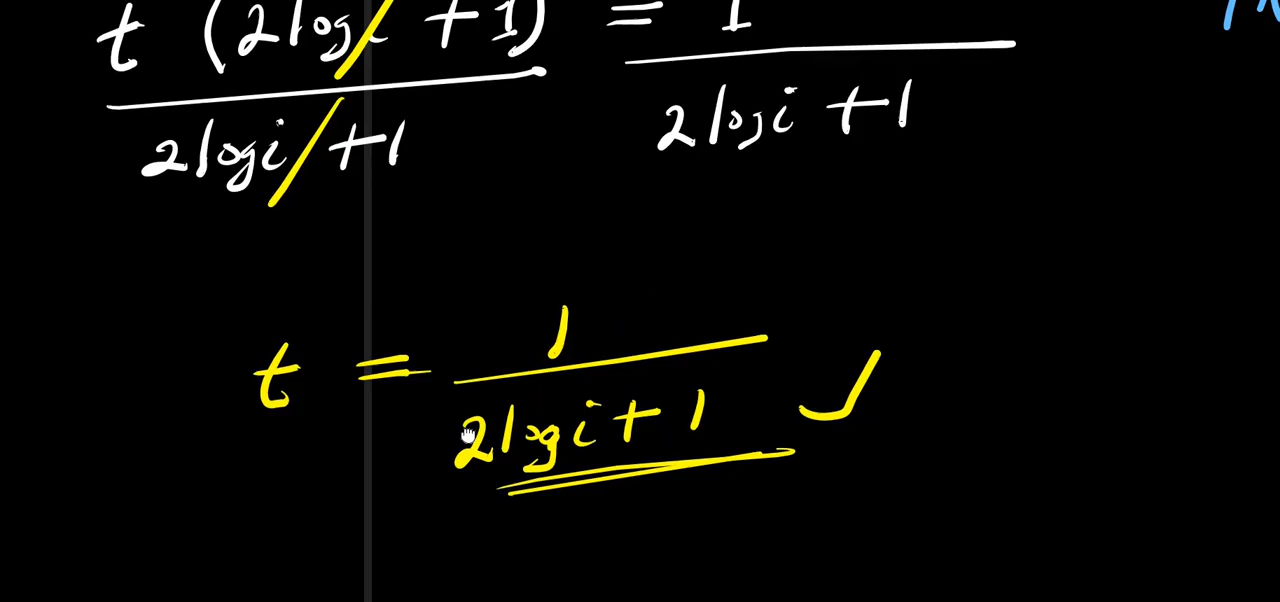 t (2logi + 1) = 1
2logi + 1 2logi + 1
t = 1
2logi + 1